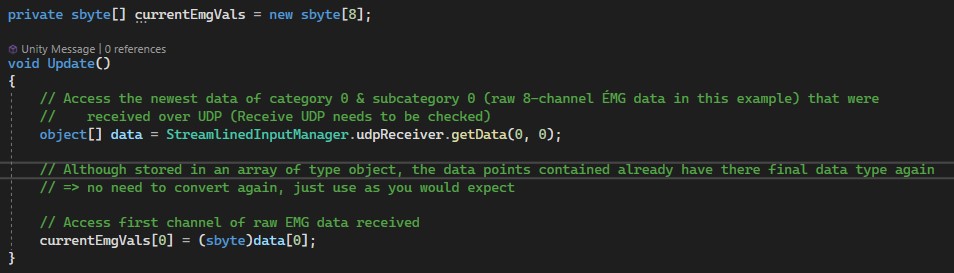 private sbyte[] currentEmgVals = new sbyte[8];
Unity Message | 0 references
void Update()
{
// Access the newest data of category 0 & subcategory 0 (raw 8-channel ÉMG data in this example) that were
//    received over UDP (Receive UDP needs to be checked)
object[] data = StreamlinedInputManager.udpReceiver.getData(0, 0);
// Although stored in an array of type object, the data points contained already have there final data type again
// => no need to convert again, just use as you would expect
// Access first channel of raw EMG data received
currentEmgVals[0] = (sbyte)data[0];
}